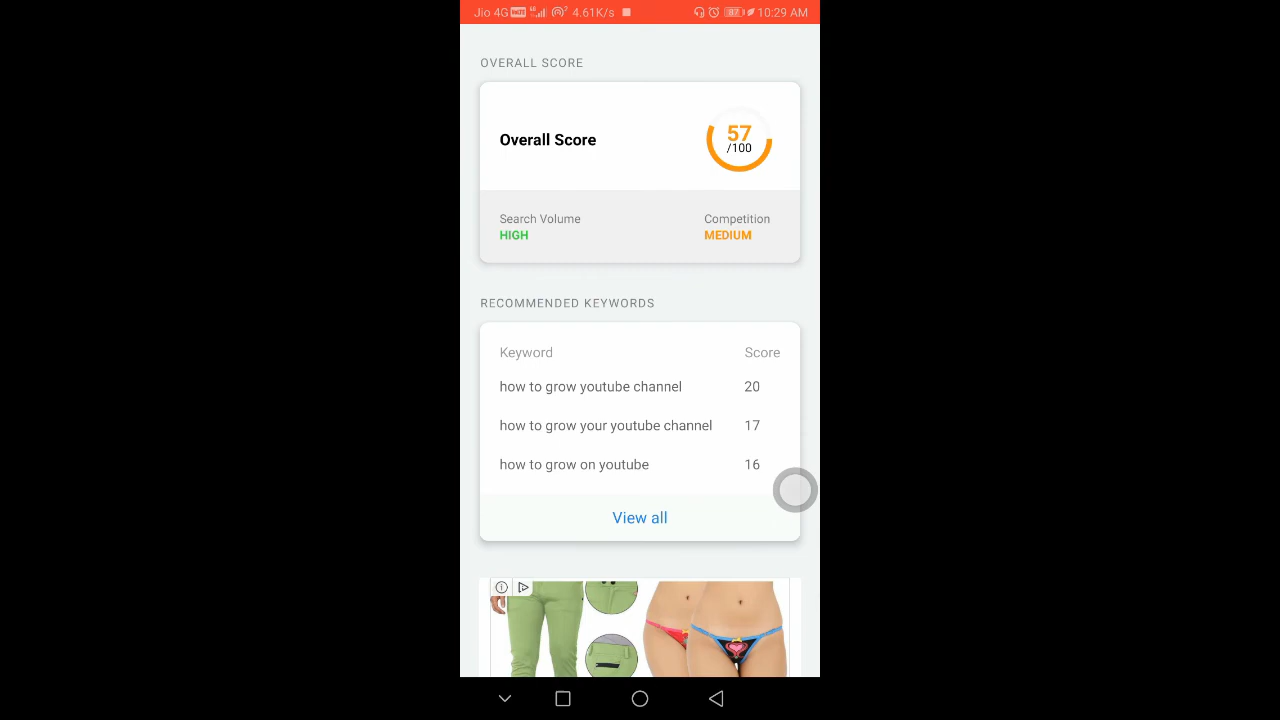 Jio 4G 4.61K/s 87 10:29 AM
OVERALL SCORE
Overall Score
57
/100
Search Volume Competition
HIGH MEDIUM
RECOMMENDED KEYWORDS
Keyword Score
how to grow youtube channel 20
how to grow your youtube channel 17
how to grow on youtube 16
View all